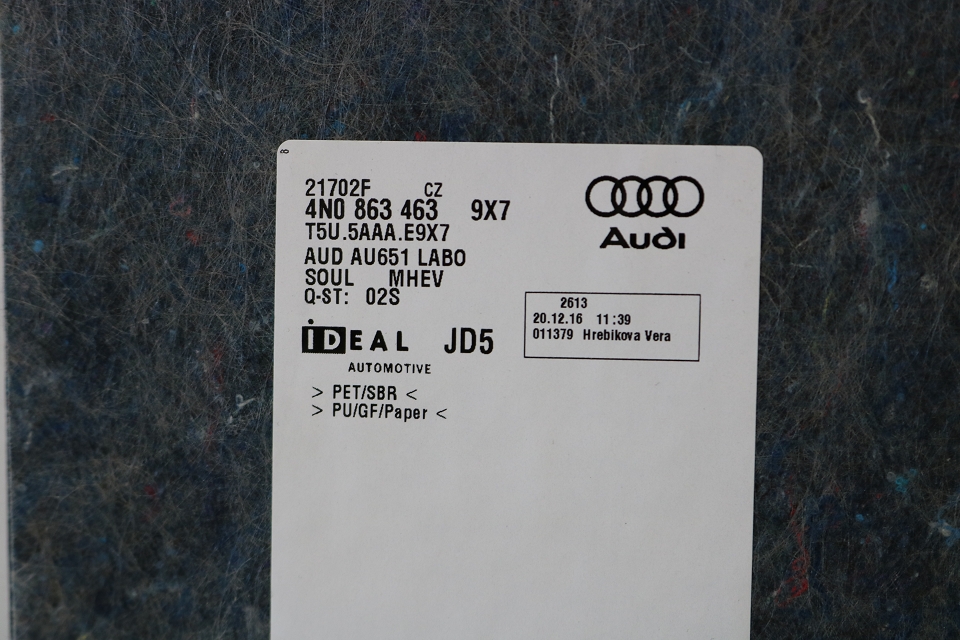 8
21702F CZ
4N0 863 463 9X7
T5U.5AAA.E9X7
AUD AU651 LABO
SOUL MHEV
Q-ST: 02S
iDEAL JD5
AUTOMOTIVE
> PET/SBR <
> PU/GF/Paper <
Audi
2613
20.12.16 11:39
011379 Hrebikova Vera